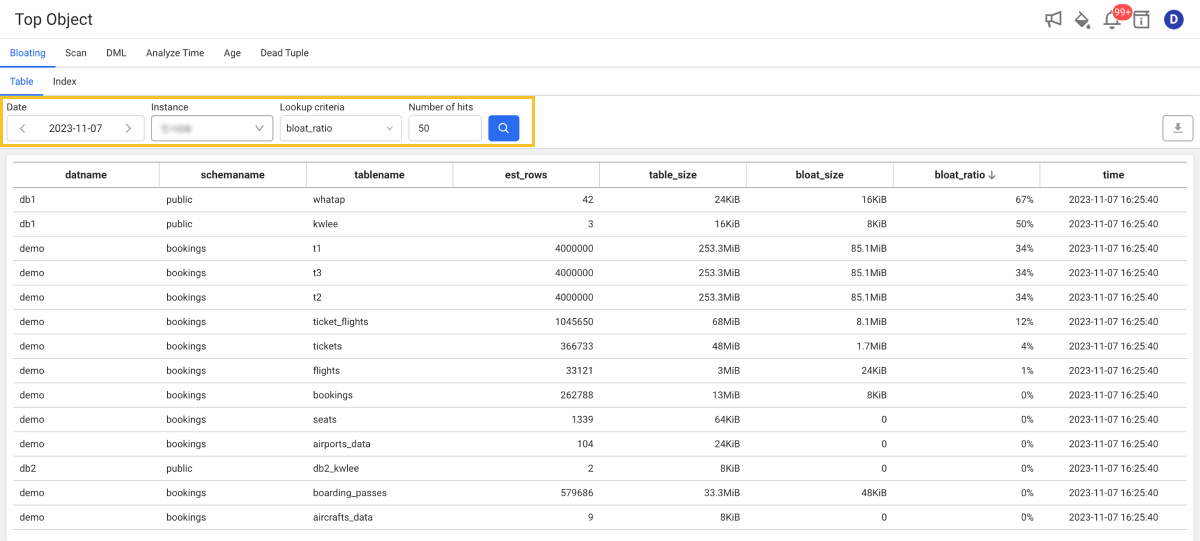 Top Object
99+
D
Bloating Scan DML Analyze Time Age Dead Tuple
Table Index
Date Instance Lookup criteria Number of hits
2023-11-07 bloat_ratio 50
datname schemaname tablename est_rows table_size bloat_size bloat_ratio time
db1 public whatap 42 24KiB 16KiB 67% 2023-11-07 16:25:40
db1 public kwlee 3 16KiB 8KiB 50% 2023-11-07 16:25:40
demo bookings t1 4000000 253.3MiB 85.1MiB 34% 2023-11-07 16:25:40
demo bookings t3 4000000 253.3MiB 85.1MiB 34% 2023-11-07 16:25:40
demo bookings t2 4000000 253.3MiB 85.1MiB 34% 2023-11-07 16:25:40
demo bookings ticket_flights 1045650 68MiB 8.1MiB 12% 2023-11-07 16:25:40
demo bookings tickets 366733 48MiB 1.7MiB 4% 2023-11-07 16:25:40
demo bookings flights 33121 3MiB 24KiB 1% 2023-11-07 16:25:40
demo bookings bookings 262788 13MiB 8KiB 0% 2023-11-07 16:25:40
demo bookings seats 1339 64KiB 0 0% 2023-11-07 16:25:40
demo bookings airports_data 104 24KiB 0 0% 2023-11-07 16:25:40
db2 public db2_kwlee 2 8KiB 0 0% 2023-11-07 16:25:40
demo bookings boarding_passes 579686 33.3MiB 48KiB 0% 2023-11-07 16:25:40
demo bookings aircrafts_data 9 8KiB 0 0% 2023-11-07 16:25:40